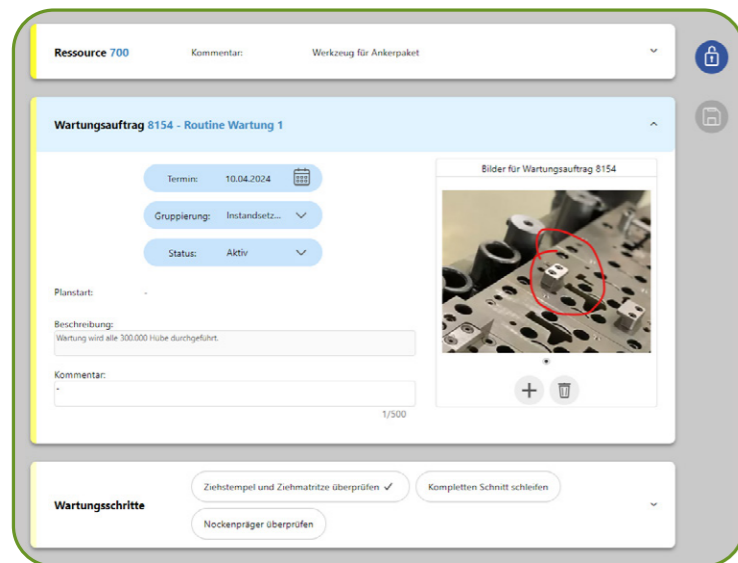 Ressource 700 Kommentar: Werkzeug für Ankerpaket
Wartungsauftrag 8154 - Routine Wartung 1
Termin: 10.04.2024
Gruppierung: Instandsetz...
Status: Aktiv
Planstart: -
Beschreibung:
Wartung wird alle 300.000 Hübe durchgeführt.
Kommentar:
-
1/500
Bilder für Wartungsauftrag 8154
Wartungsschritte
Ziehstempel und Ziehmatritze überprüfen ✓
Kompletten Schnitt schleifen
Nockenpräger überprüfen